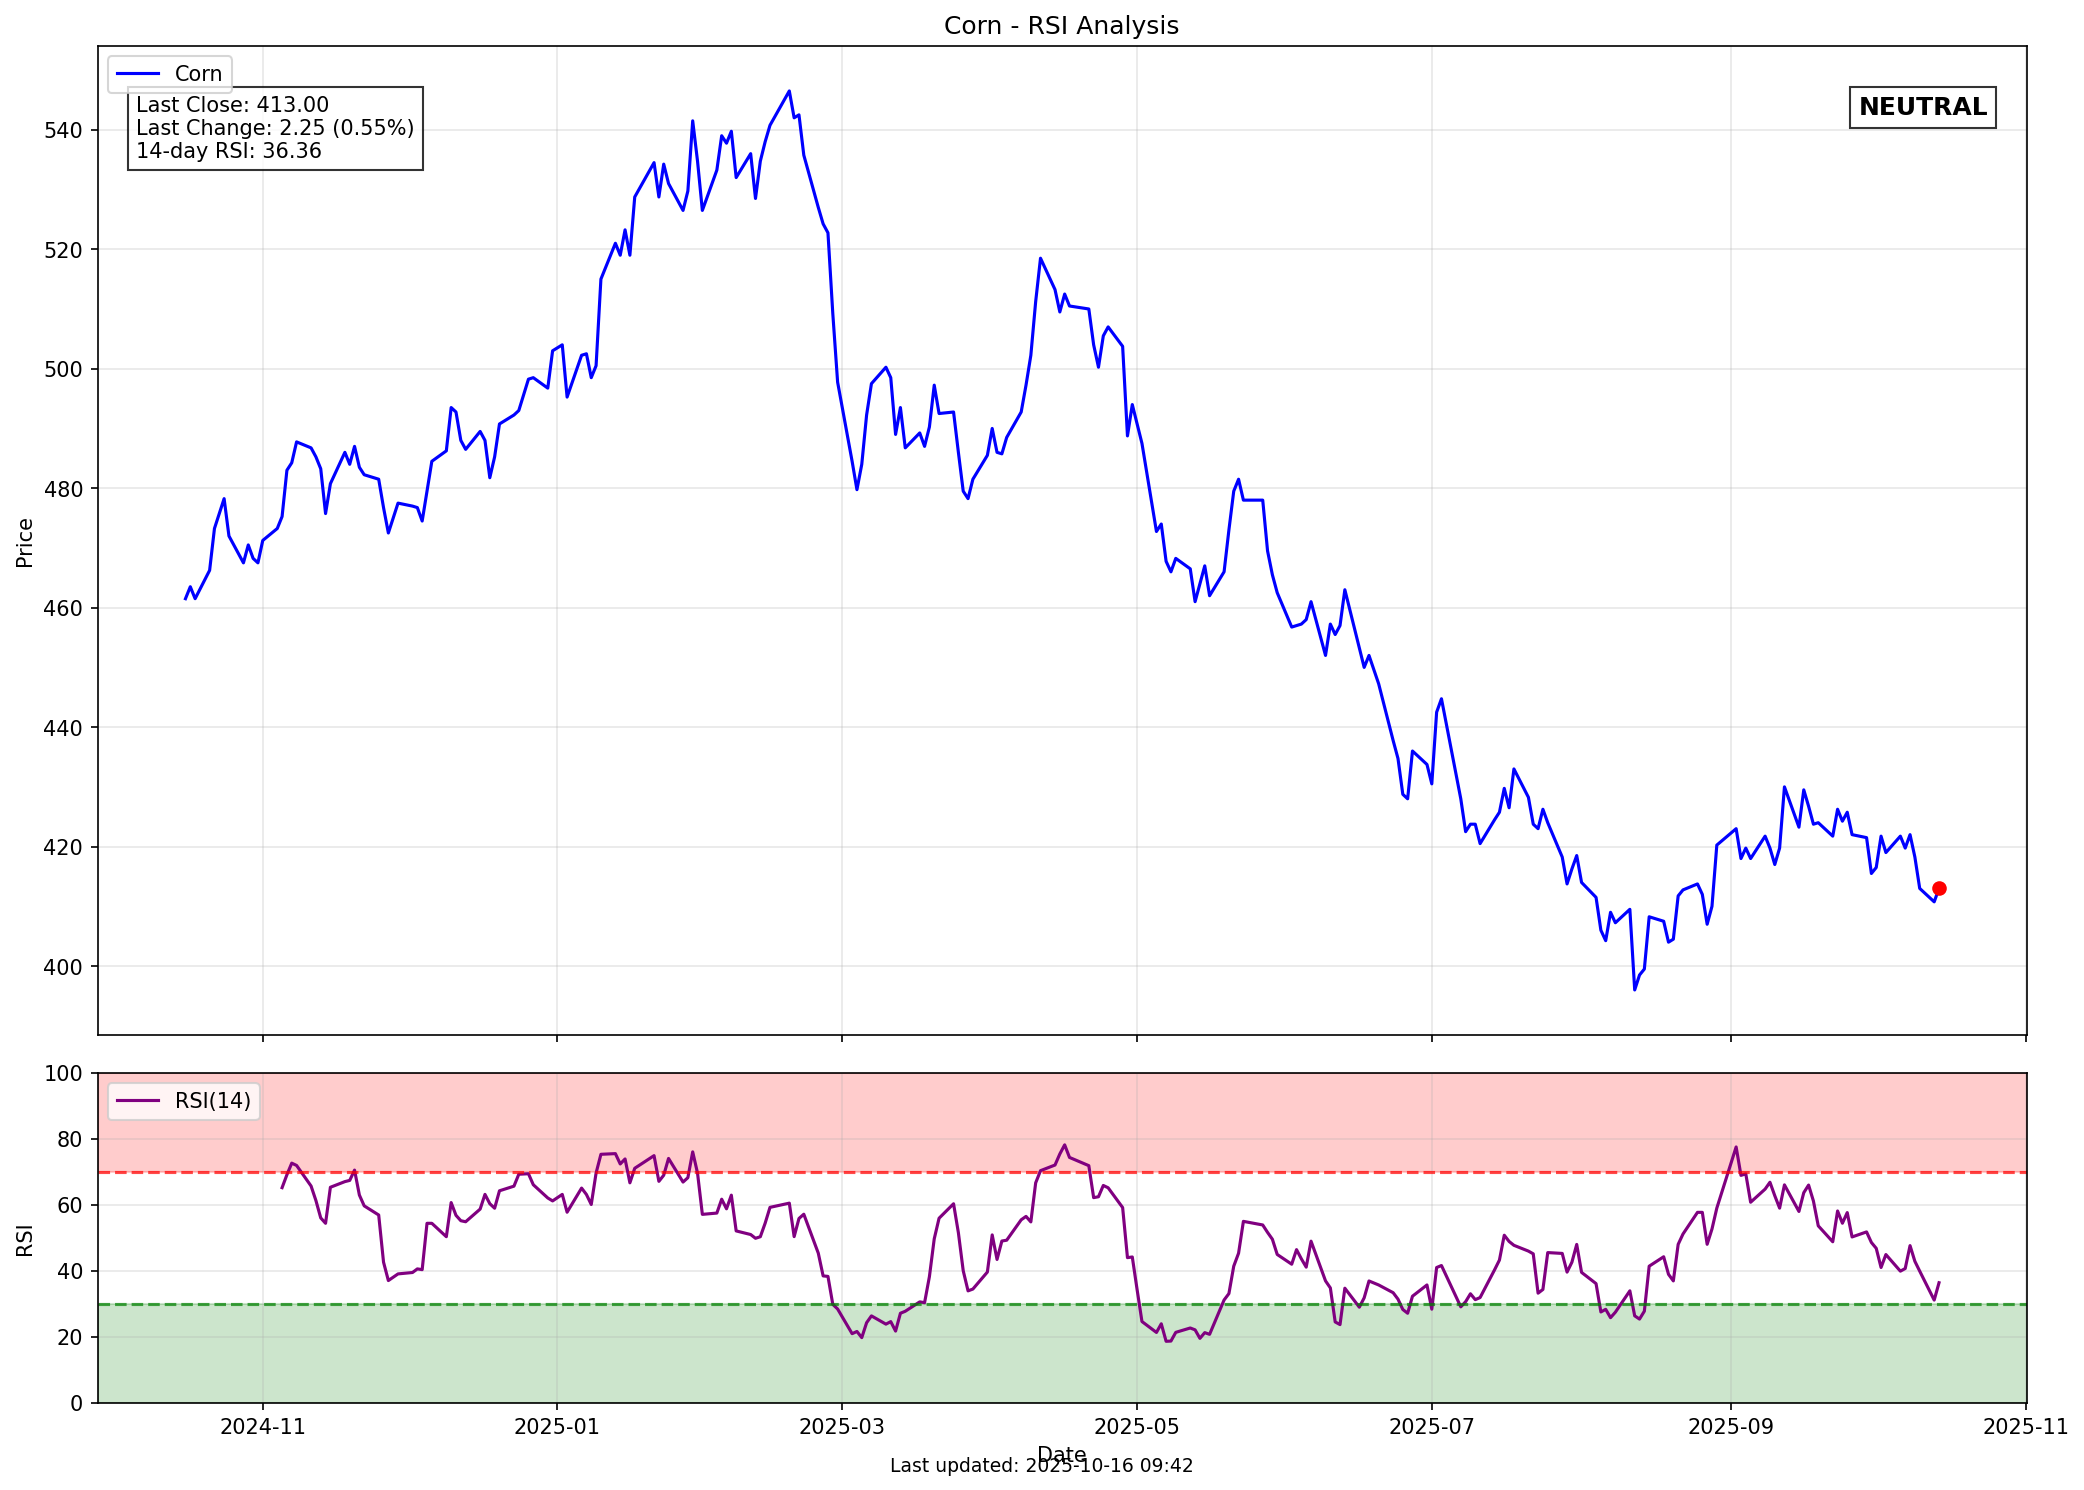 Corn - RSI Analysis
Corn
Last Close: 413.00
Last Change: 2.25 (0.55%)
14-day RSI: 36.36
NEUTRAL
540
520
500
480
460
440
420
400
Price
100
80
60
40
20
0
RSI
RSI(14)
2024-11
2025-01
2025-03
2025-05
2025-07
2025-09
2025-11
Date
Last updated: 2025-10-16 09:42